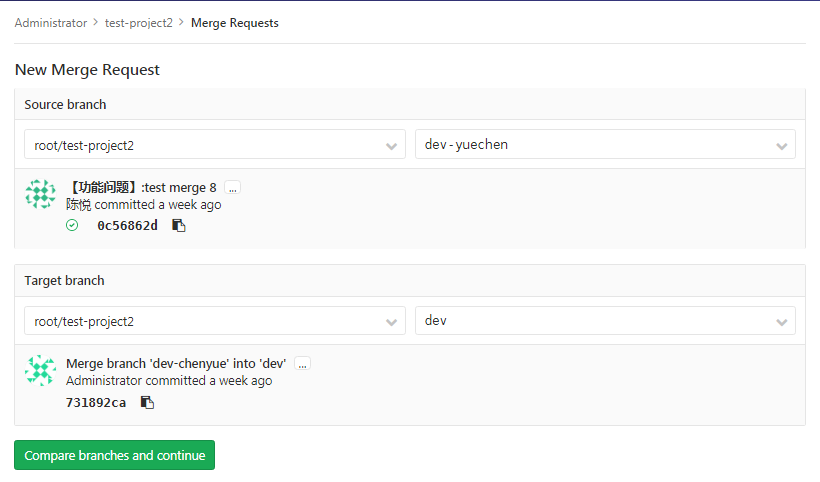 Administrator > test-project2 > Merge Requests
New Merge Request
Source branch
root/test-project2 dev-yuechen
【功能问题】:test merge 8 ...
陈悦 committed a week ago
0c56862d
Target branch
root/test-project2 dev
Merge branch 'dev-chenyue' into 'dev' ...
Administrator committed a week ago
731892ca
Compare branches and continue